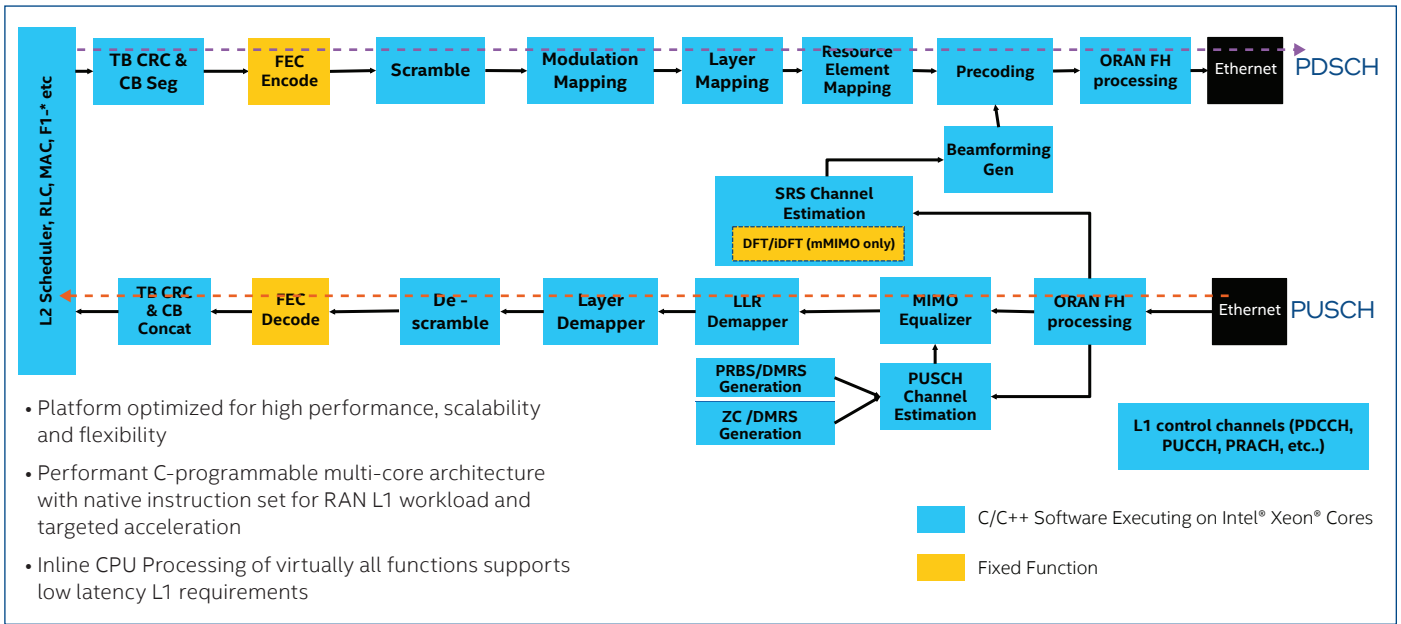 L2 Scheduler, RLC, MAC, F1-* etc
TB CRC &
CB Seg
FEC
Encode
Scramble
Modulation
Mapping
Layer
Mapping
Resource
Element
Mapping
Precoding
ORAN FH
processing
Ethernet
PDSCH
Beamforming
Gen
SRS Channel
Estimation
DFT/iDFT (mMIMO only)
TB CRC
& CB
Concat
FEC
Decode
De –
scramble
Layer
Demapper
LLR
Demapper
MIMO
Equalizer
ORAN FH
processing
Ethernet
PUSCH
PRBS/DMRS
Generation
ZC /DMRS
Generation
PUSCH
Channel
Estimation
L1 control channels (PDCCH,
PUCCH, PRACH, etc..)
• Platform optimized for high performance, scalability
and flexibility
• Performant C-programmable multi-core architecture
with native instruction set for RAN L1 workload and
targeted acceleration
• Inline CPU Processing of virtually all functions supports
low latency L1 requirements
C/C++ Software Executing on Intel® Xeon® Cores
Fixed Function